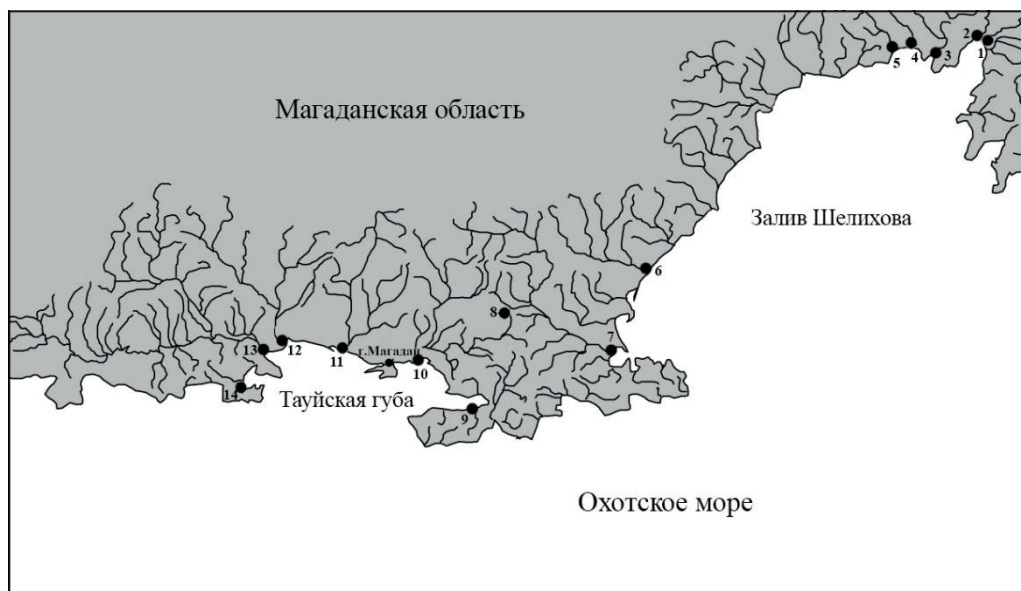 2
1
5
4
3
Магаданская область
Залив Шелихова
6
8
7
13
12
11
г.Магадан
10
14
Тауйская губа
9
Охотское море